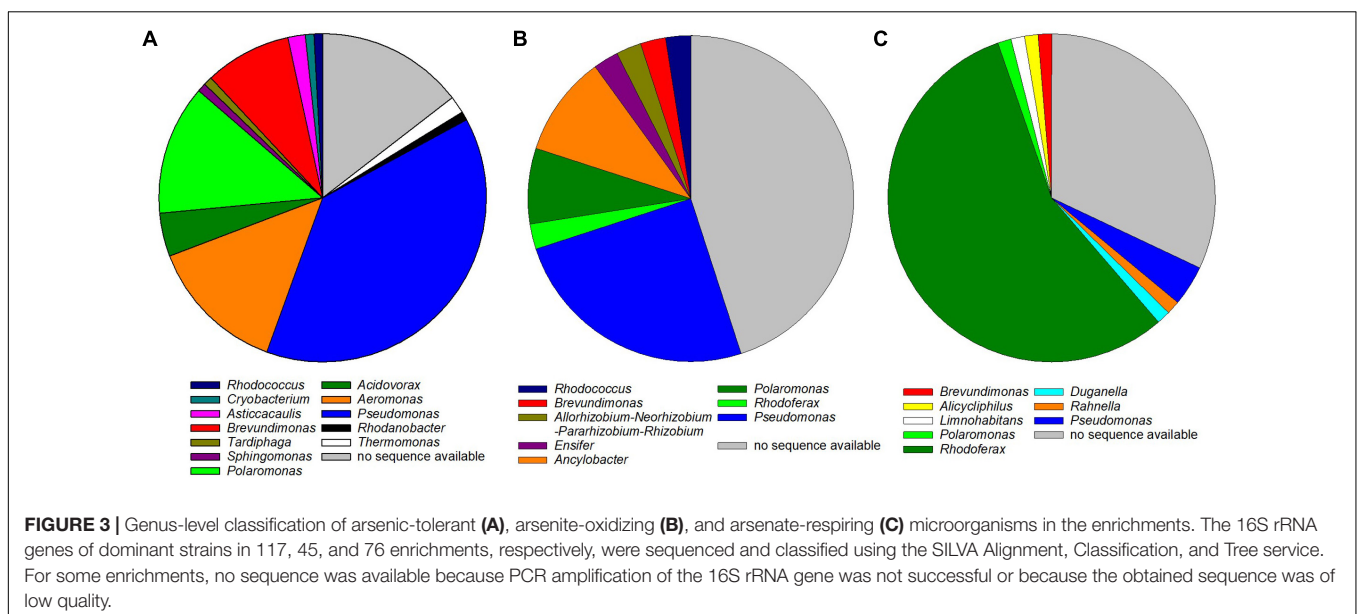 A
B
C
Rhodococcus
Cryobacterium
Asticcacaulis
Brevundimonas
Tardiphaga
Sphingomonas
Polaromonas
Acidovorax
Aeromonas
Pseudomonas
Rhodanobacter
Thermomonas
no sequence available
Rhodococcus
Brevundimonas
Allorhizobium-Neorhizobium
-Pararhizobium-Rhizobium
Ensifer
Ancylobacter
Polaromonas
Rhodoferax
Pseudomonas
no sequence available
Brevundimonas
Alicycliphilus
Limnohabitans
Polaromonas
Rhodoferax
Duganella
Rahnella
Pseudomonas
no sequence available
FIGURE 3 | Genus-level classification of arsenic-tolerant (A), arsenite-oxidizing (B), and arsenate-respiring (C) microorganisms in the enrichments. The 16S rRNA
genes of dominant strains in 117, 45, and 76 enrichments, respectively, were sequenced and classified using the SILVA Alignment, Classification, and Tree service.
For some enrichments, no sequence was available because PCR amplification of the 16S rRNA gene was not successful or because the obtained sequence was of
low quality.